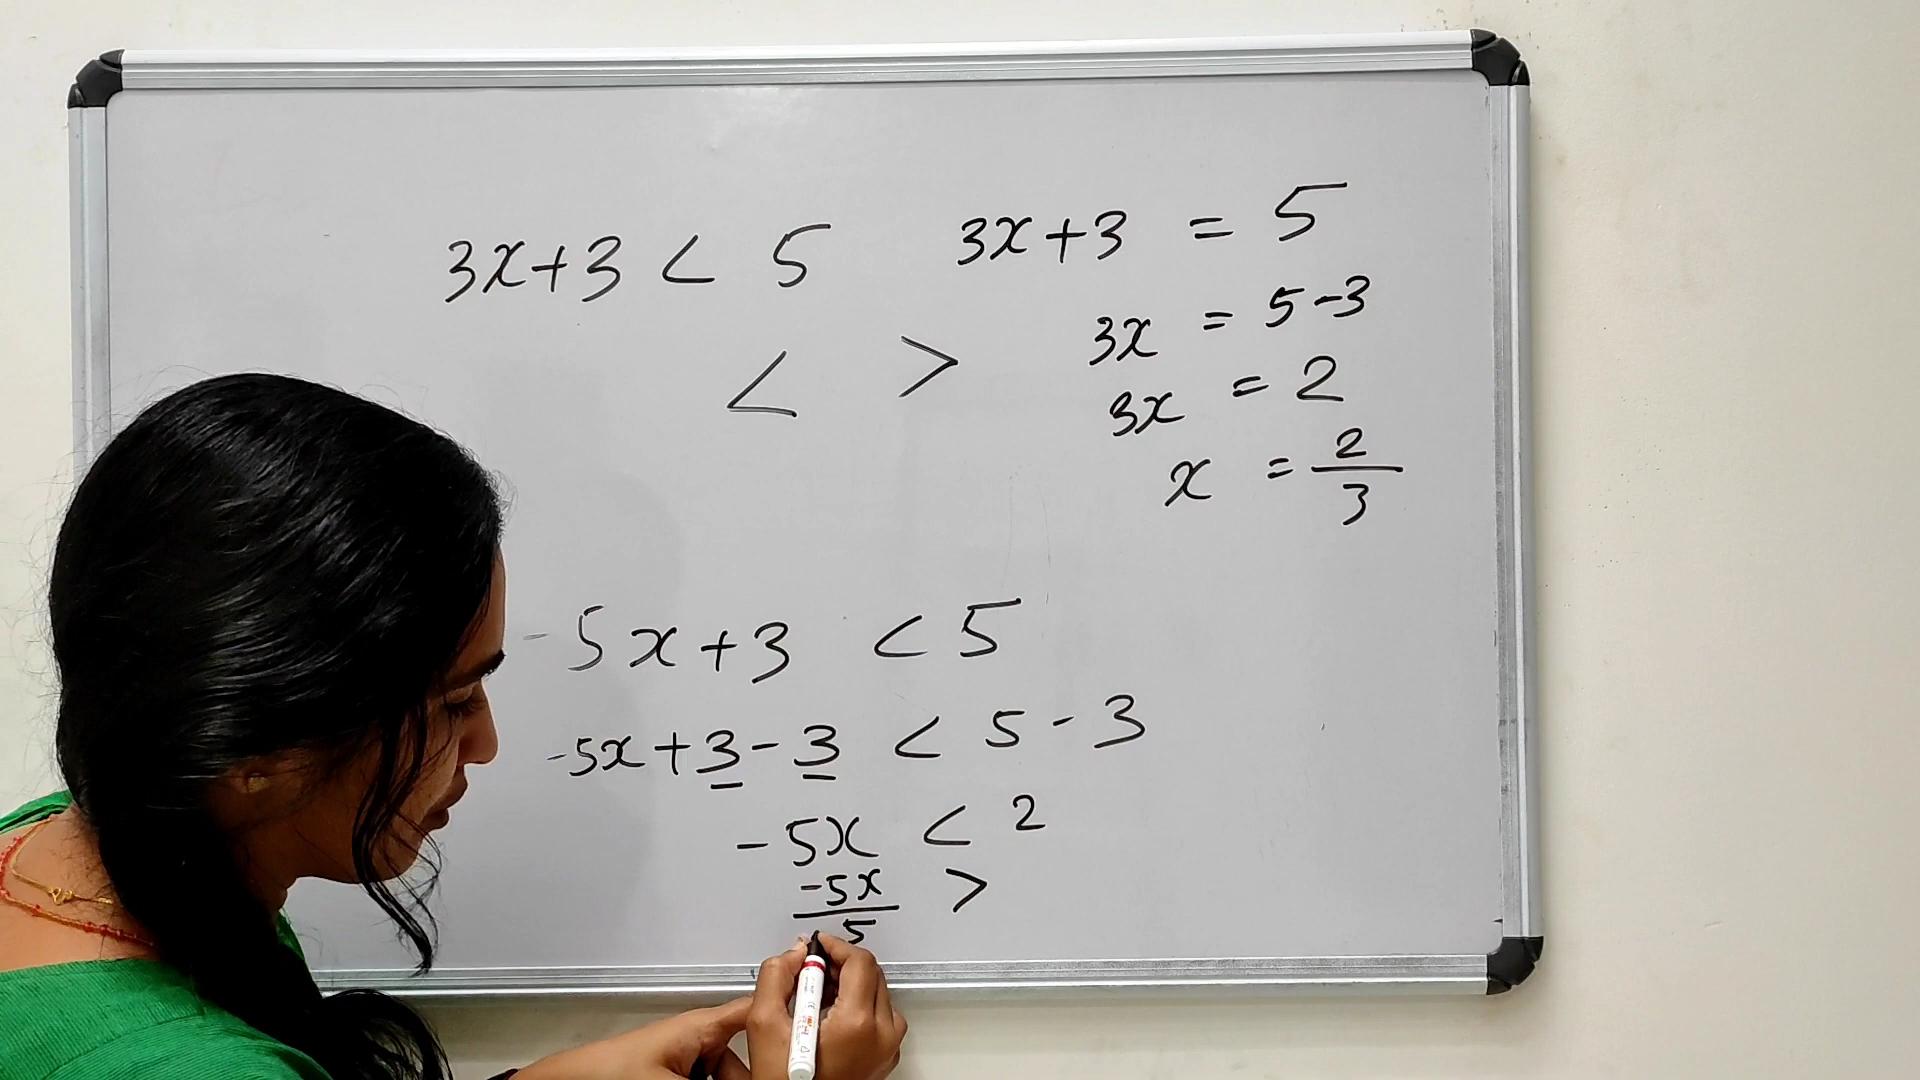 3x+3 < 5
< >
3x+3 = 5
3x = 5-3
3x = 2
x = 2/3
-5x+3 < 5
-5x+3-3 < 5-3
-5x < 2
-5x/5 >